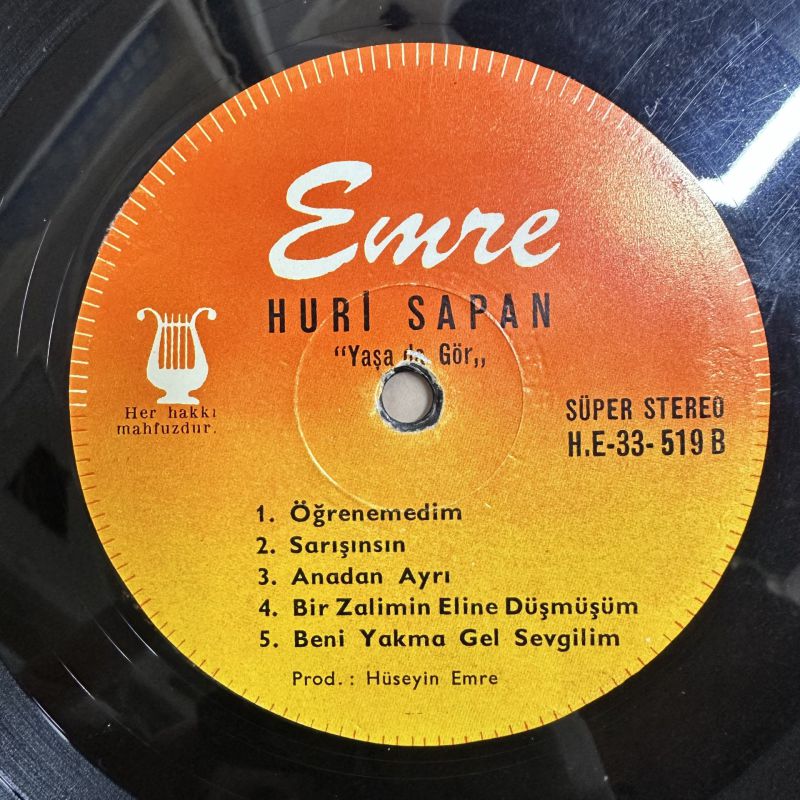 Emre
HURİ SAPAN
“Yaşa da Gör„
Her hakkı
mahfuzdur.
SÜPER STEREO
H.E-33-519 B
1. Öğrenemedim
2. Sarışınsın
3. Anadan Ayrı
4. Bir Zalimin Eline Düşmüşüm
5. Beni Yakma Gel Sevgilim
Prod. : Hüseyin Emre